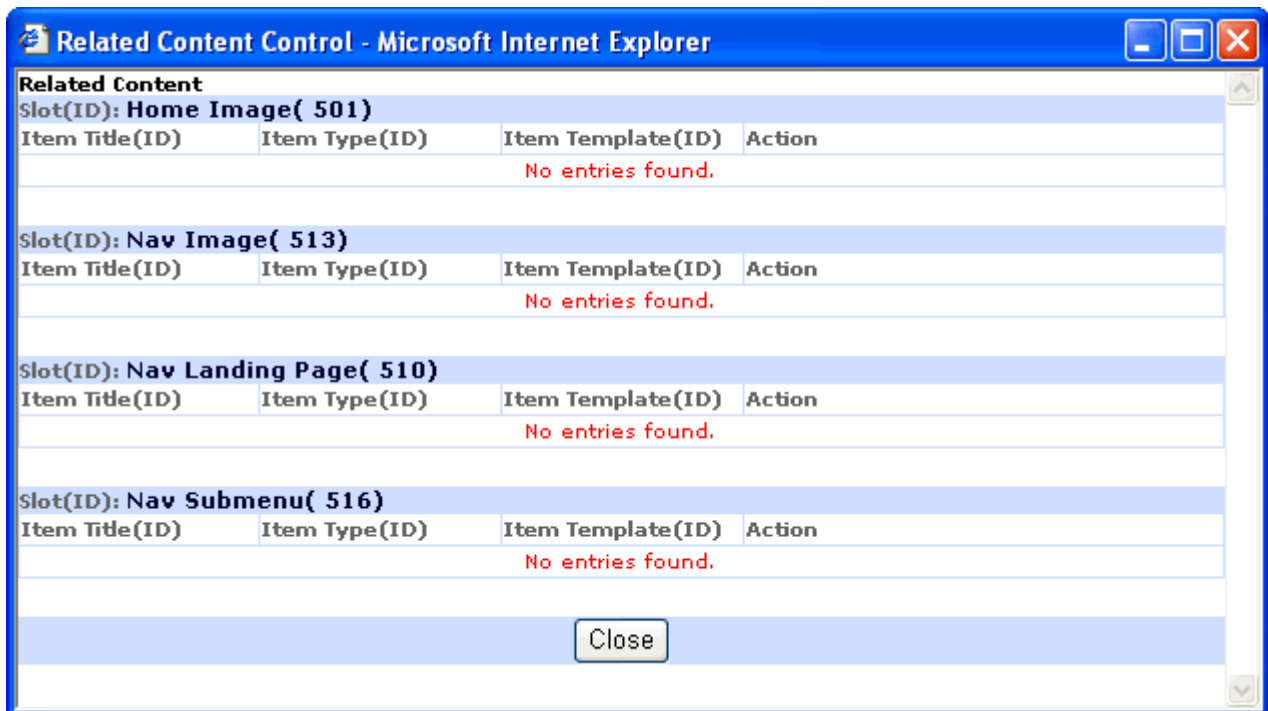 Related Content Control - Microsoft Internet Explorer
Related Content
Slot(ID): Home Image( 501)
Item Title(ID) Item Type(ID) Item Template(ID) Action
No entries found.
Slot(ID): Nav Image( 513)
Item Title(ID) Item Type(ID) Item Template(ID) Action
No entries found.
Slot(ID): Nav Landing Page( 510)
Item Title(ID) Item Type(ID) Item Template(ID) Action
No entries found.
Slot(ID): Nav Submenu( 516)
Item Title(ID) Item Type(ID) Item Template(ID) Action
No entries found.
Close